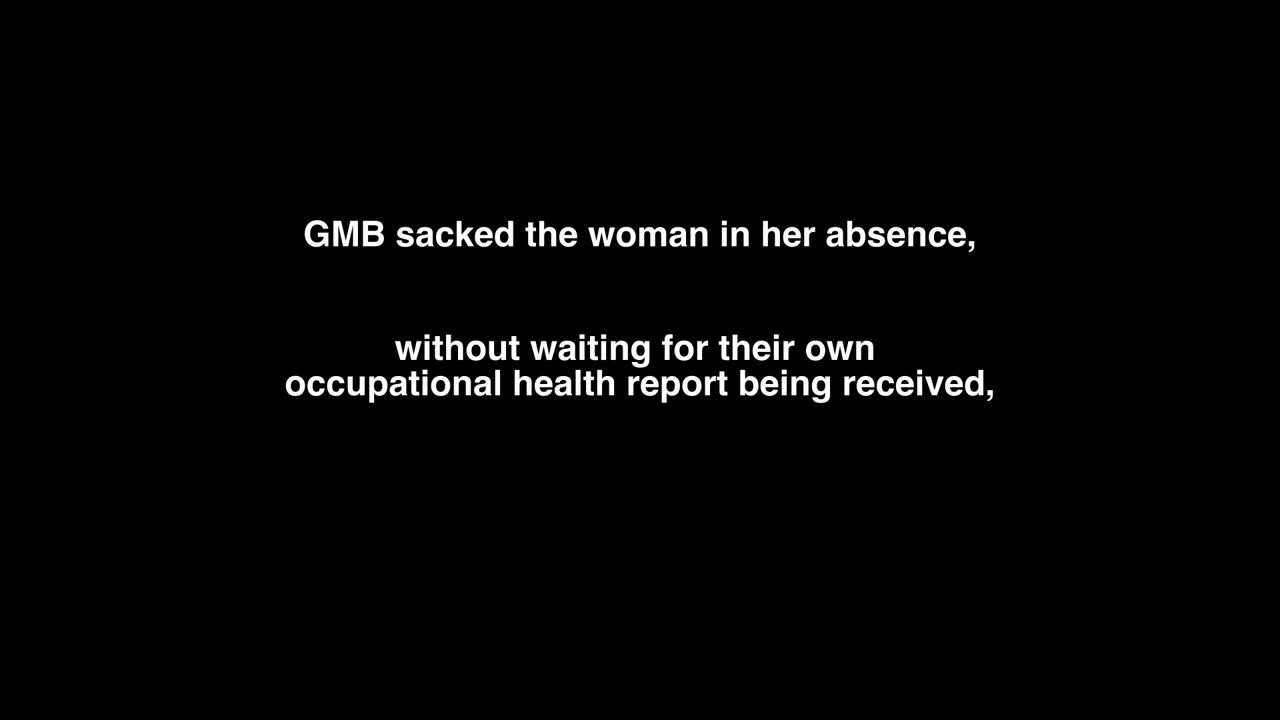 GMB sacked the woman in her absence,
without waiting for their own
occupational health report being received,